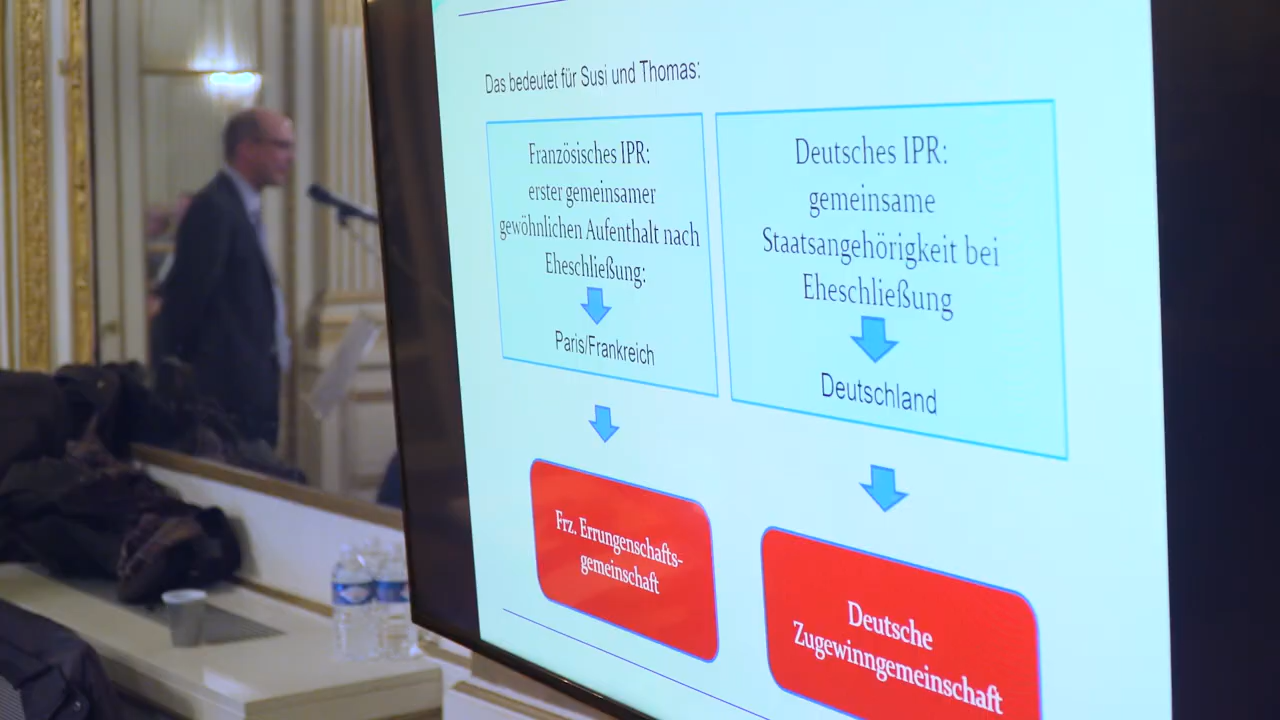 Das bedeutet für Susi und Thomas:
Französisches IPR:
erster gemeinsamer
gewöhnlichen Aufenthalt nach
Eheschließung:
Paris/Frankreich
Frz. Errungenschafts-
gemeinschaft
Deutsches IPR:
gemeinsame
Staatsangehörigkeit bei
Eheschließung
Deutschland
Deutsche
Zugewinngemeinschaft